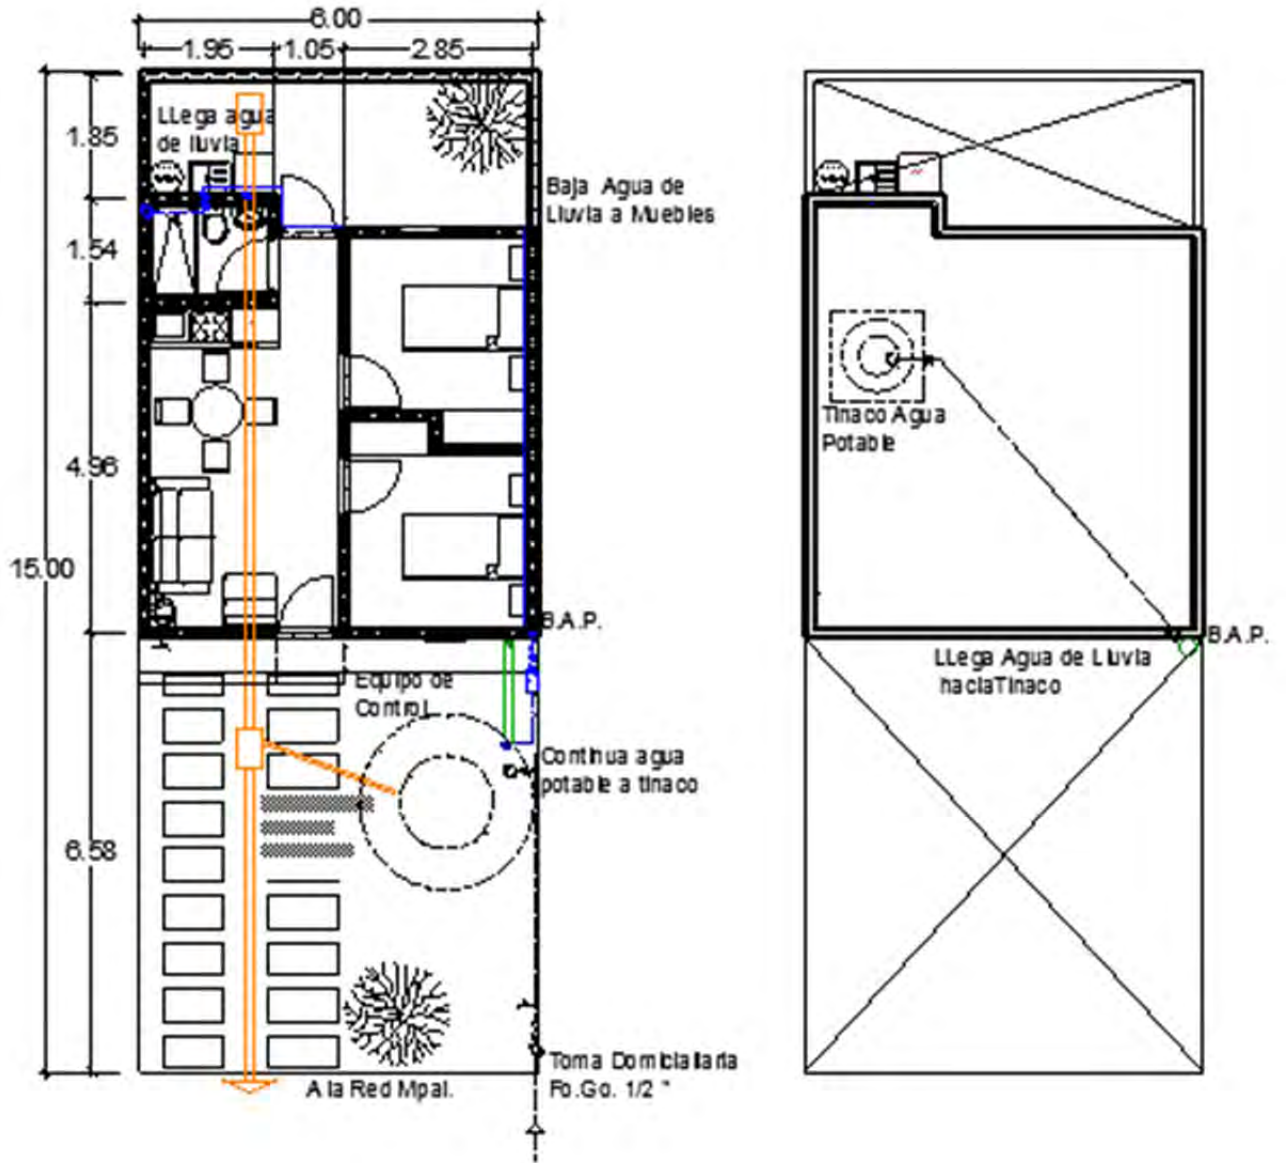 6.00
1.95 1.05 2.85
LLega agua
de lluvia
1.85
Baja Agua de
Lluvia a Muebles
1.54
Tinaco Agua
Potable
4.96
15.00
B.A.P.
B.A.P.
LLega Agua de Lluvia
haciaTinaco
Equipo de
Control
Continua agua
potable a tinaco
6.58
Toma Domicialiaria
Fo.Go. 1/2 "
A la Red Mpal.